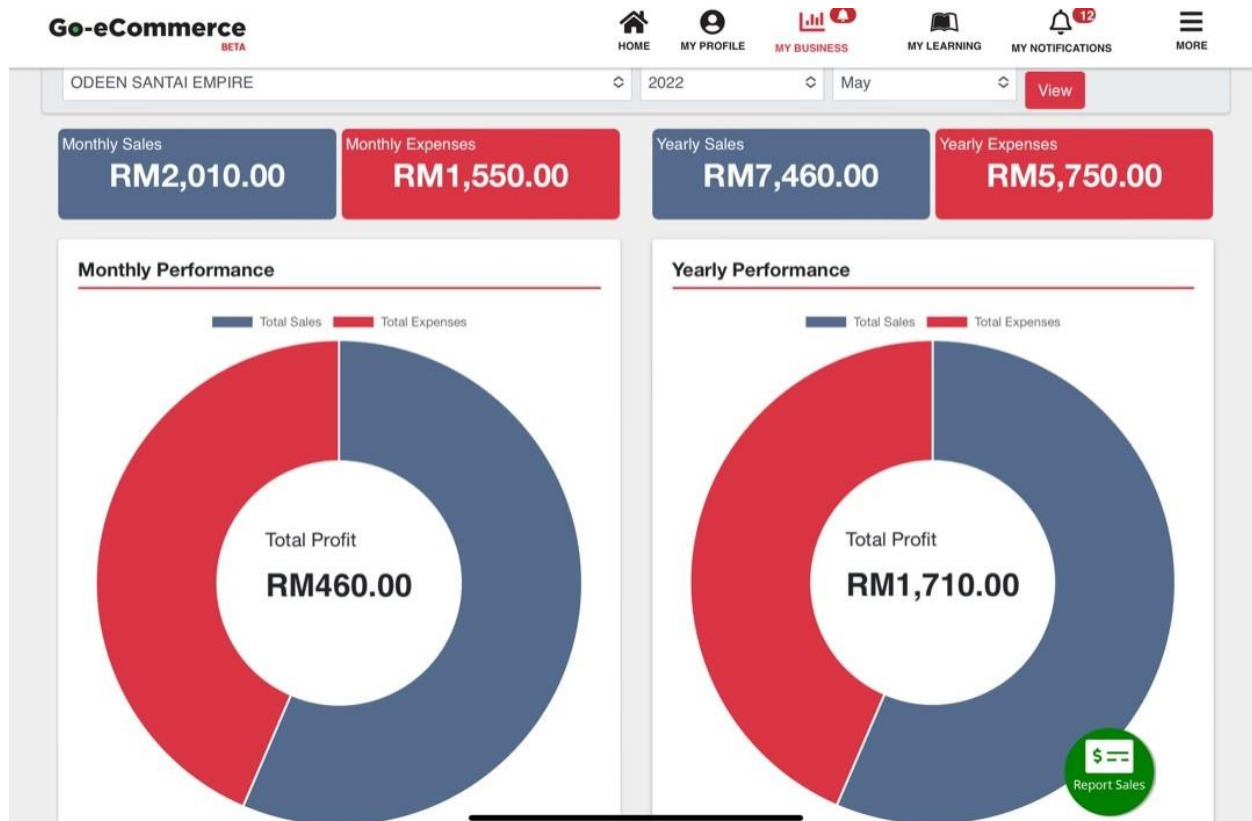 Go-eCommerce
BETA
HOME
MY PROFILE
MY BUSINESS
MY LEARNING
12
MY NOTIFICATIONS
MORE
ODEEN SANTAI EMPIRE
2022
May
View
Monthly Sales
RM2,010.00
Monthly Expenses
RM1,550.00
Yearly Sales
RM7,460.00
Yearly Expenses
RM5,750.00
Monthly Performance
Total Sales
Total Expenses
Total Profit
RM460.00
Yearly Performance
Total Sales
Total Expenses
Total Profit
RM1,710.00
$
Report Sales